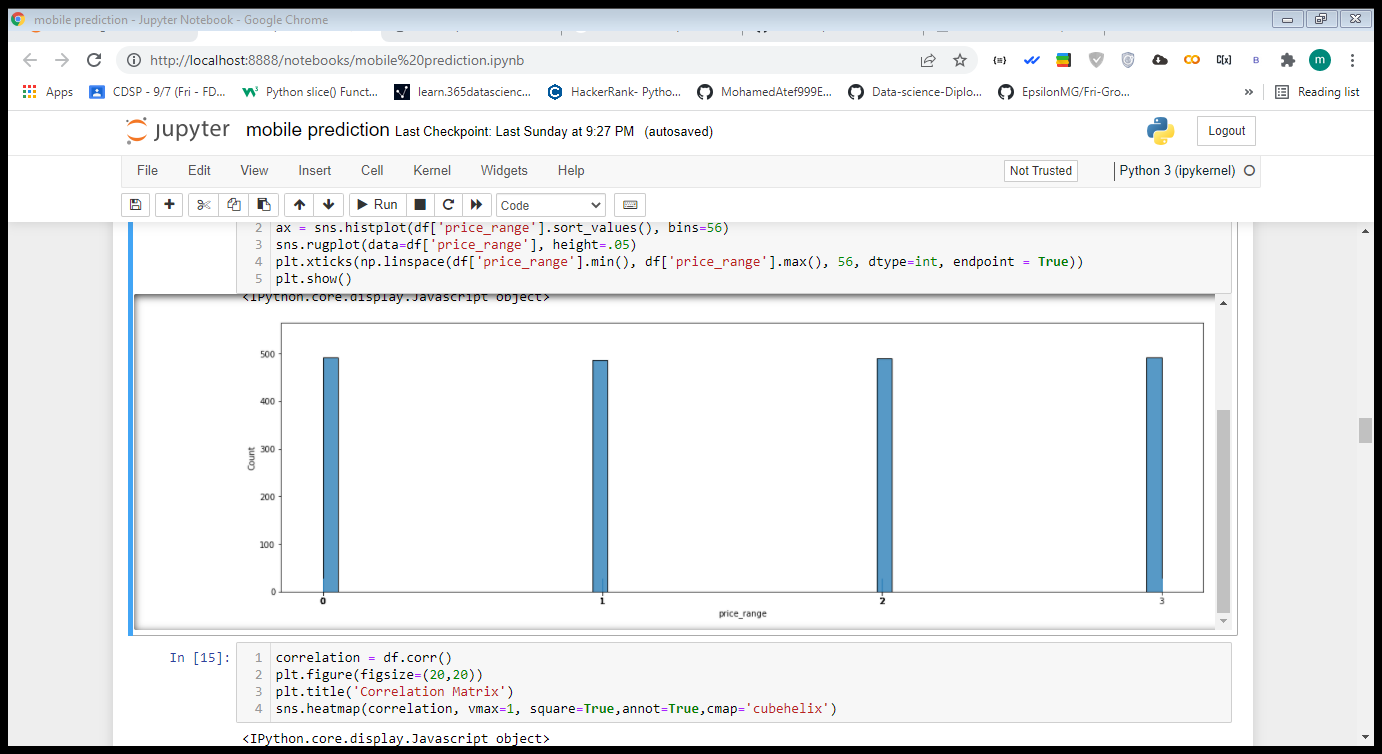 mobile prediction - Jupyter Notebook - Google Chrome
http://localhost:8888/notebooks/mobile%20prediction.ipynb
{=} C[x] B m
Apps CDSP - 9/7 (Fri - FD... Python slice() Funct... learn.365datascienc... HackerRank- Pytho... MohamedAtef999E... Data-science-Diplo... EpsilonMG/Fri-Gro... » Reading list
jupyter mobile prediction Last Checkpoint: Last Sunday at 9:27 PM (autosaved) Logout
File Edit View Insert Cell Kernel Widgets Help Not Trusted Python 3 (ipykernel)
Run Code
2 ax = sns.histplot(df['price_range'].sort_values(), bins=56)
3 sns.rugplot(data=df['price_range'], height=.05)
4 plt.xticks(np.linspace(df['price_range'].min(), df['price_range'].max(), 56, dtype=int, endpoint = True))
5 plt.show()
<IPython.core.display.Javascript object>
500
400
300
Count
200
100
0
0 1 2 3
price_range
In [15]: 1 correlation = df.corr()
2 plt.figure(figsize=(20,20))
3 plt.title('Correlation Matrix')
4 sns.heatmap(correlation, vmax=1, square=True,annot=True,cmap='cubehelix')
<IPython.core.display.Javascript object>